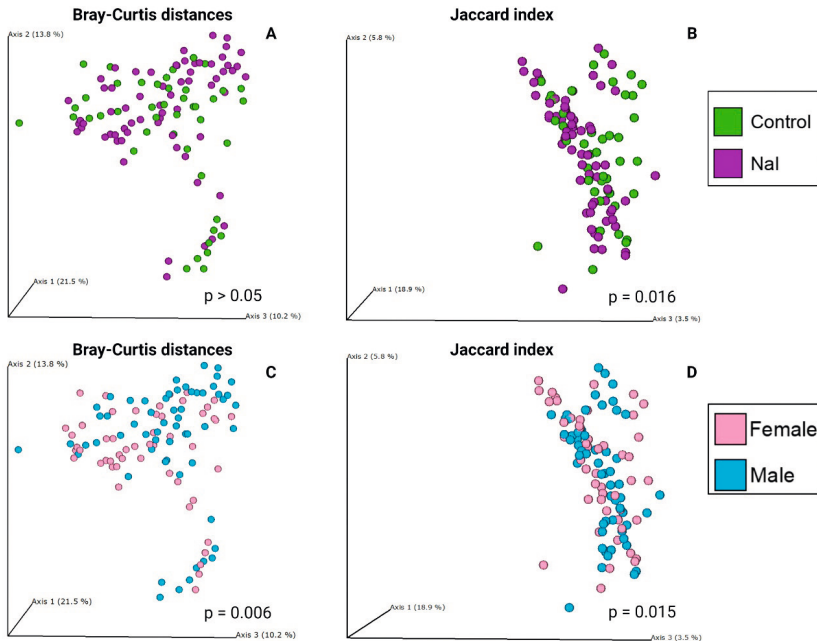 Bray-Curtis distances
A
Axis 2 (13.8 %)
Axis 1 (21.5 %)
Axis 3 (10.2 %)
p > 0.05
Jaccard index
B
Axis 2 (5.8 %)
Axis 1 (18.9 %)
Axis 3 (3.5 %)
p = 0.016
Control
Nal
Bray-Curtis distances
C
Axis 2 (13.8 %)
Axis 1 (21.5 %)
Axis 3 (10.2 %)
p = 0.006
Jaccard index
D
Axis 2 (5.8 %)
Axis 1 (18.9 %)
Axis 3 (3.5 %)
p = 0.015
Female
Male